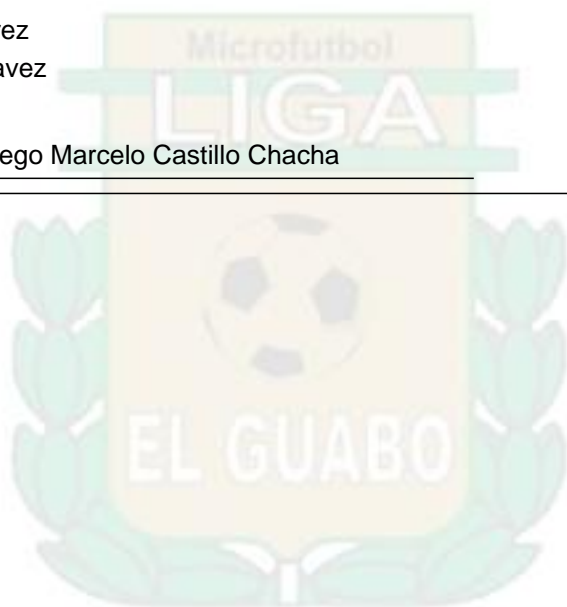 rez
Microfutbol
avez
LIGA
ego Marcelo Castillo Chacha
EL GUABO